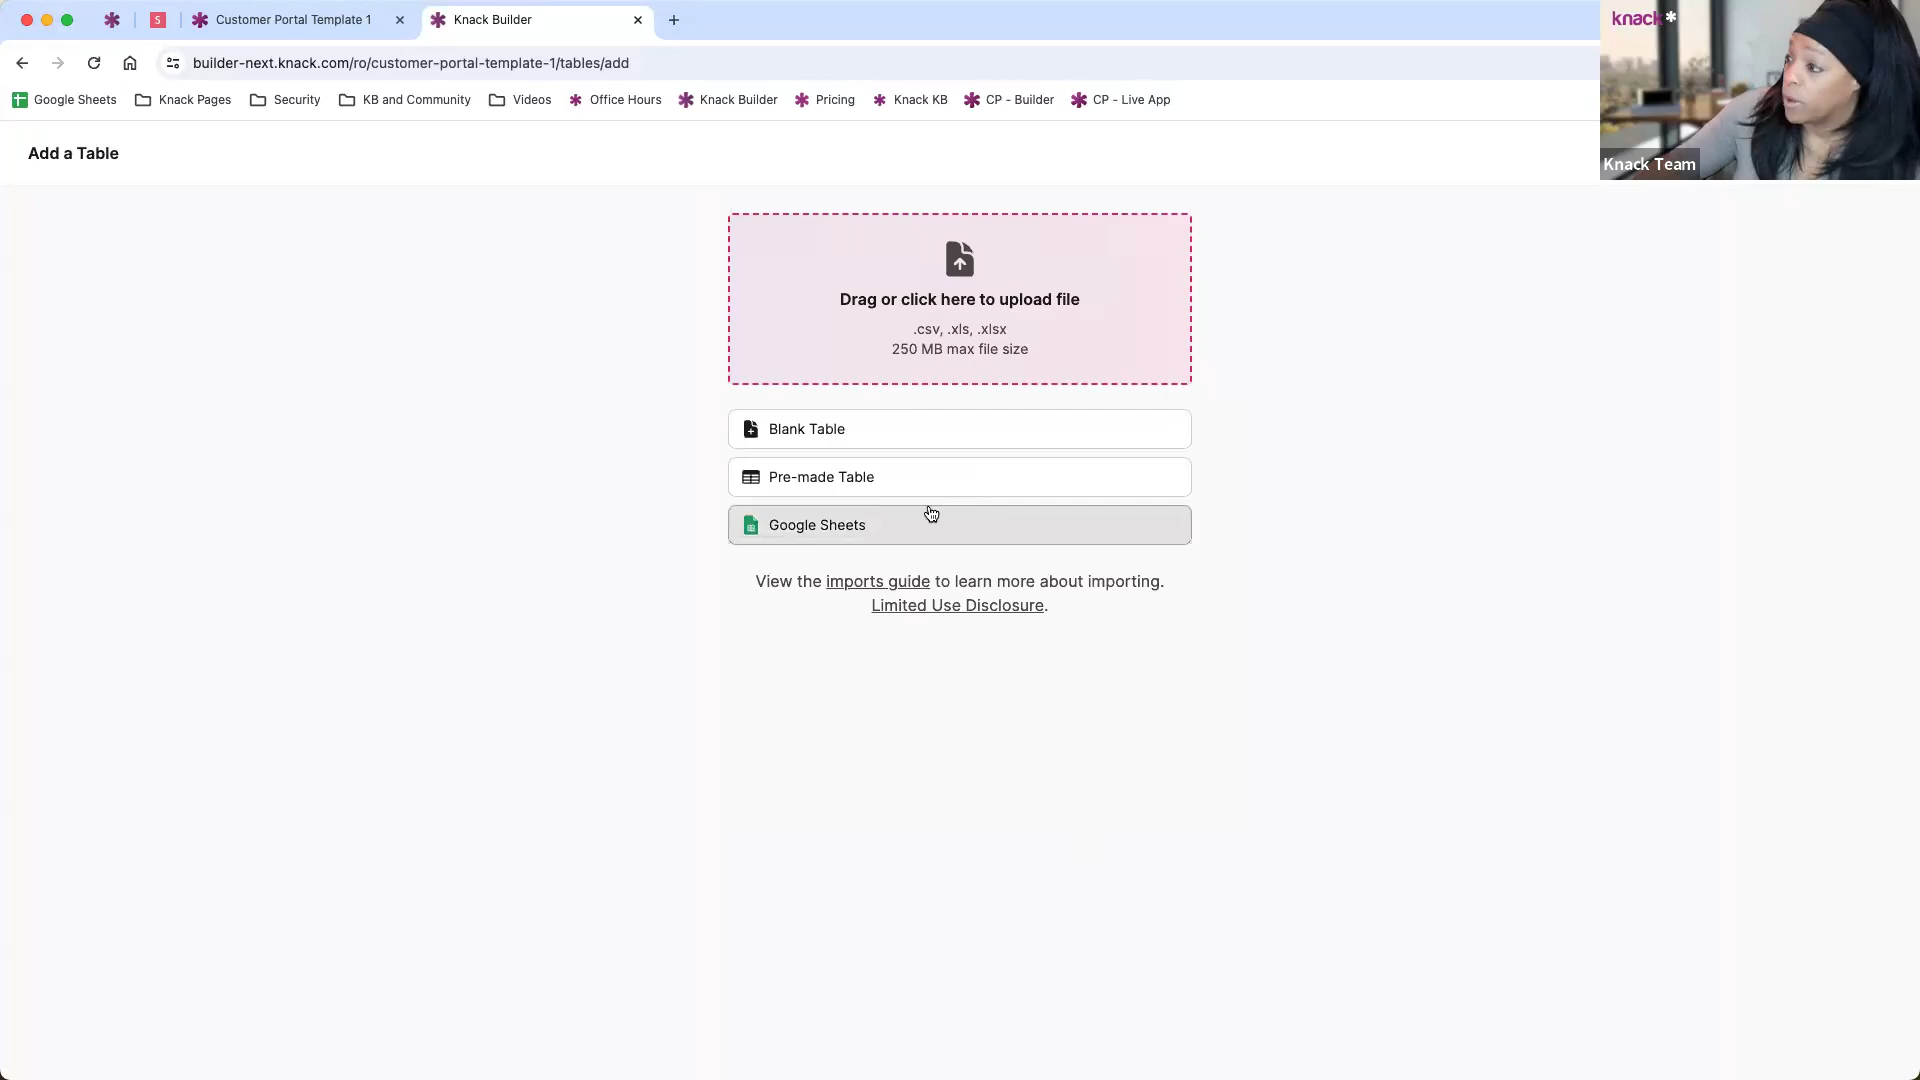 S
Customer Portal Template 1
Knack Builder
builder-next.knack.com/ro/customer-portal-template-1/tables/add
Google Sheets
Knack Pages
Security
KB and Community
Videos
Office Hours
Knack Builder
Pricing
Knack KB
CP - Builder
CP - Live App
knack*
Knack Team
Add a Table
Drag or click here to upload file
.csv, .xls, .xlsx
250 MB max file size
Blank Table
Pre-made Table
Google Sheets
View the imports guide to learn more about importing.
Limited Use Disclosure.